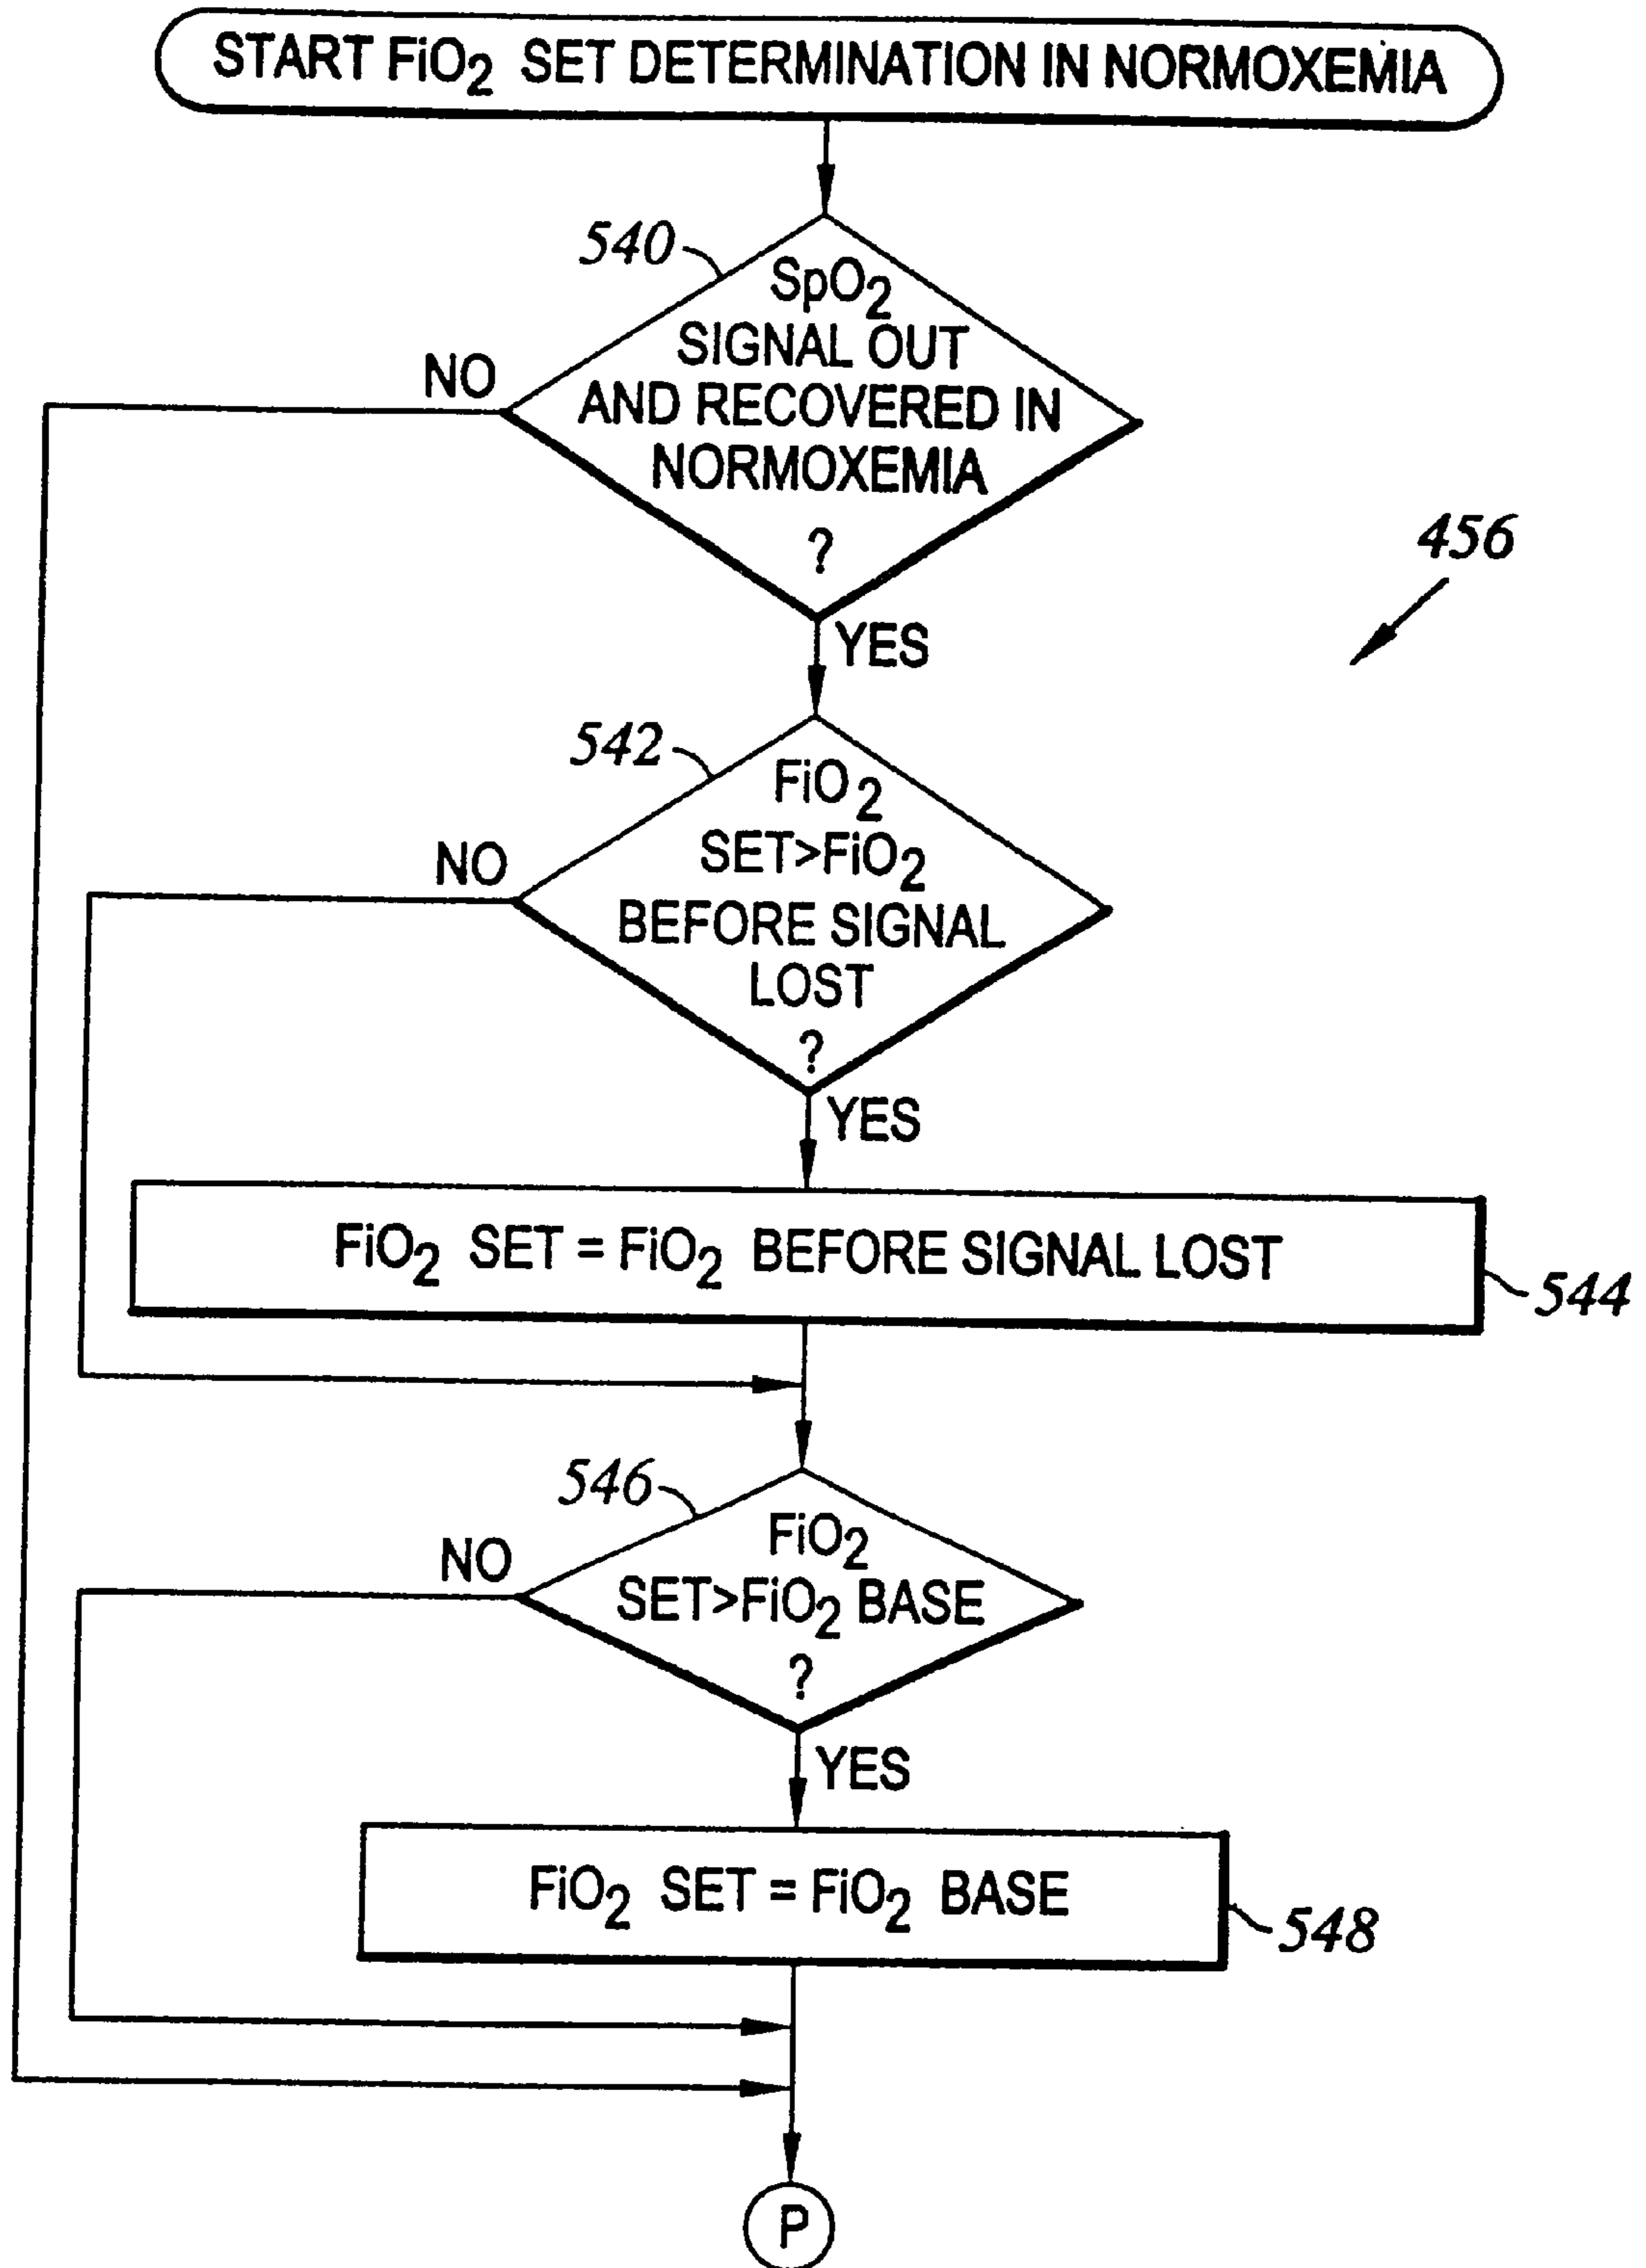 START FiO2 SET DETERMINATION IN NORMOXEMIA
540
SpO2
SIGNAL OUT
AND RECOVERED IN
NORMOXEMIA
?
NO
456
YES
542
FiO2
SET>FiO2
BEFORE SIGNAL
LOST
?
NO
YES
FiO2 SET = FiO2 BEFORE SIGNAL LOST
544
546
FiO2
SET>FiO2 BASE
?
NO
YES
FiO2 SET = FiO2 BASE
548
P